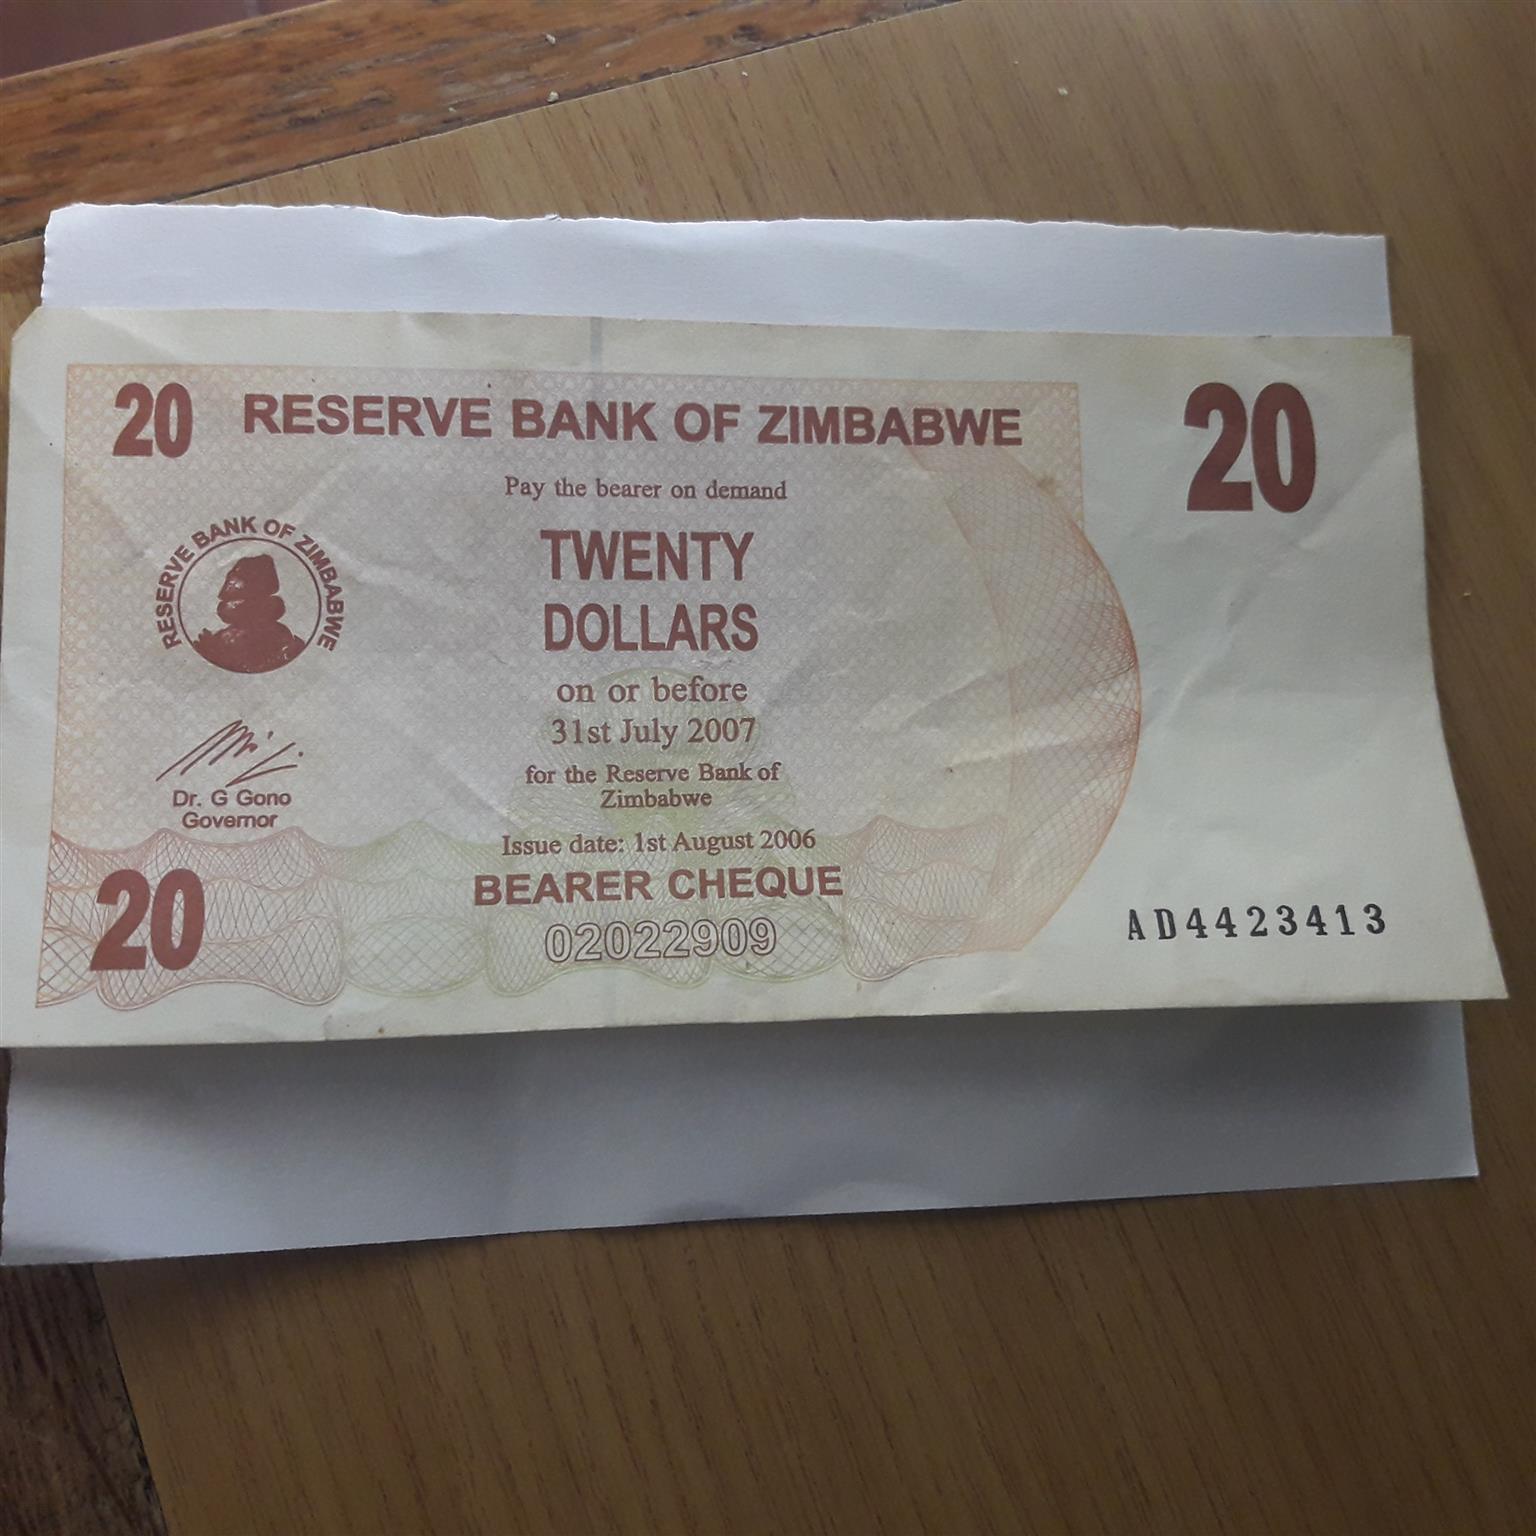 20 RESERVE BANK OF ZIMBABWE 20
Pay the bearer on demand
RESERVE BANK OF ZIMBABWE
TWENTY
DOLLARS
on or before
31st July 2007
for the Reserve Bank of
Zimbabwe
Dr. G Gono
Governor
Issue date: 1st August 2006
BEARER CHEQUE
20
02022909
AD4423413